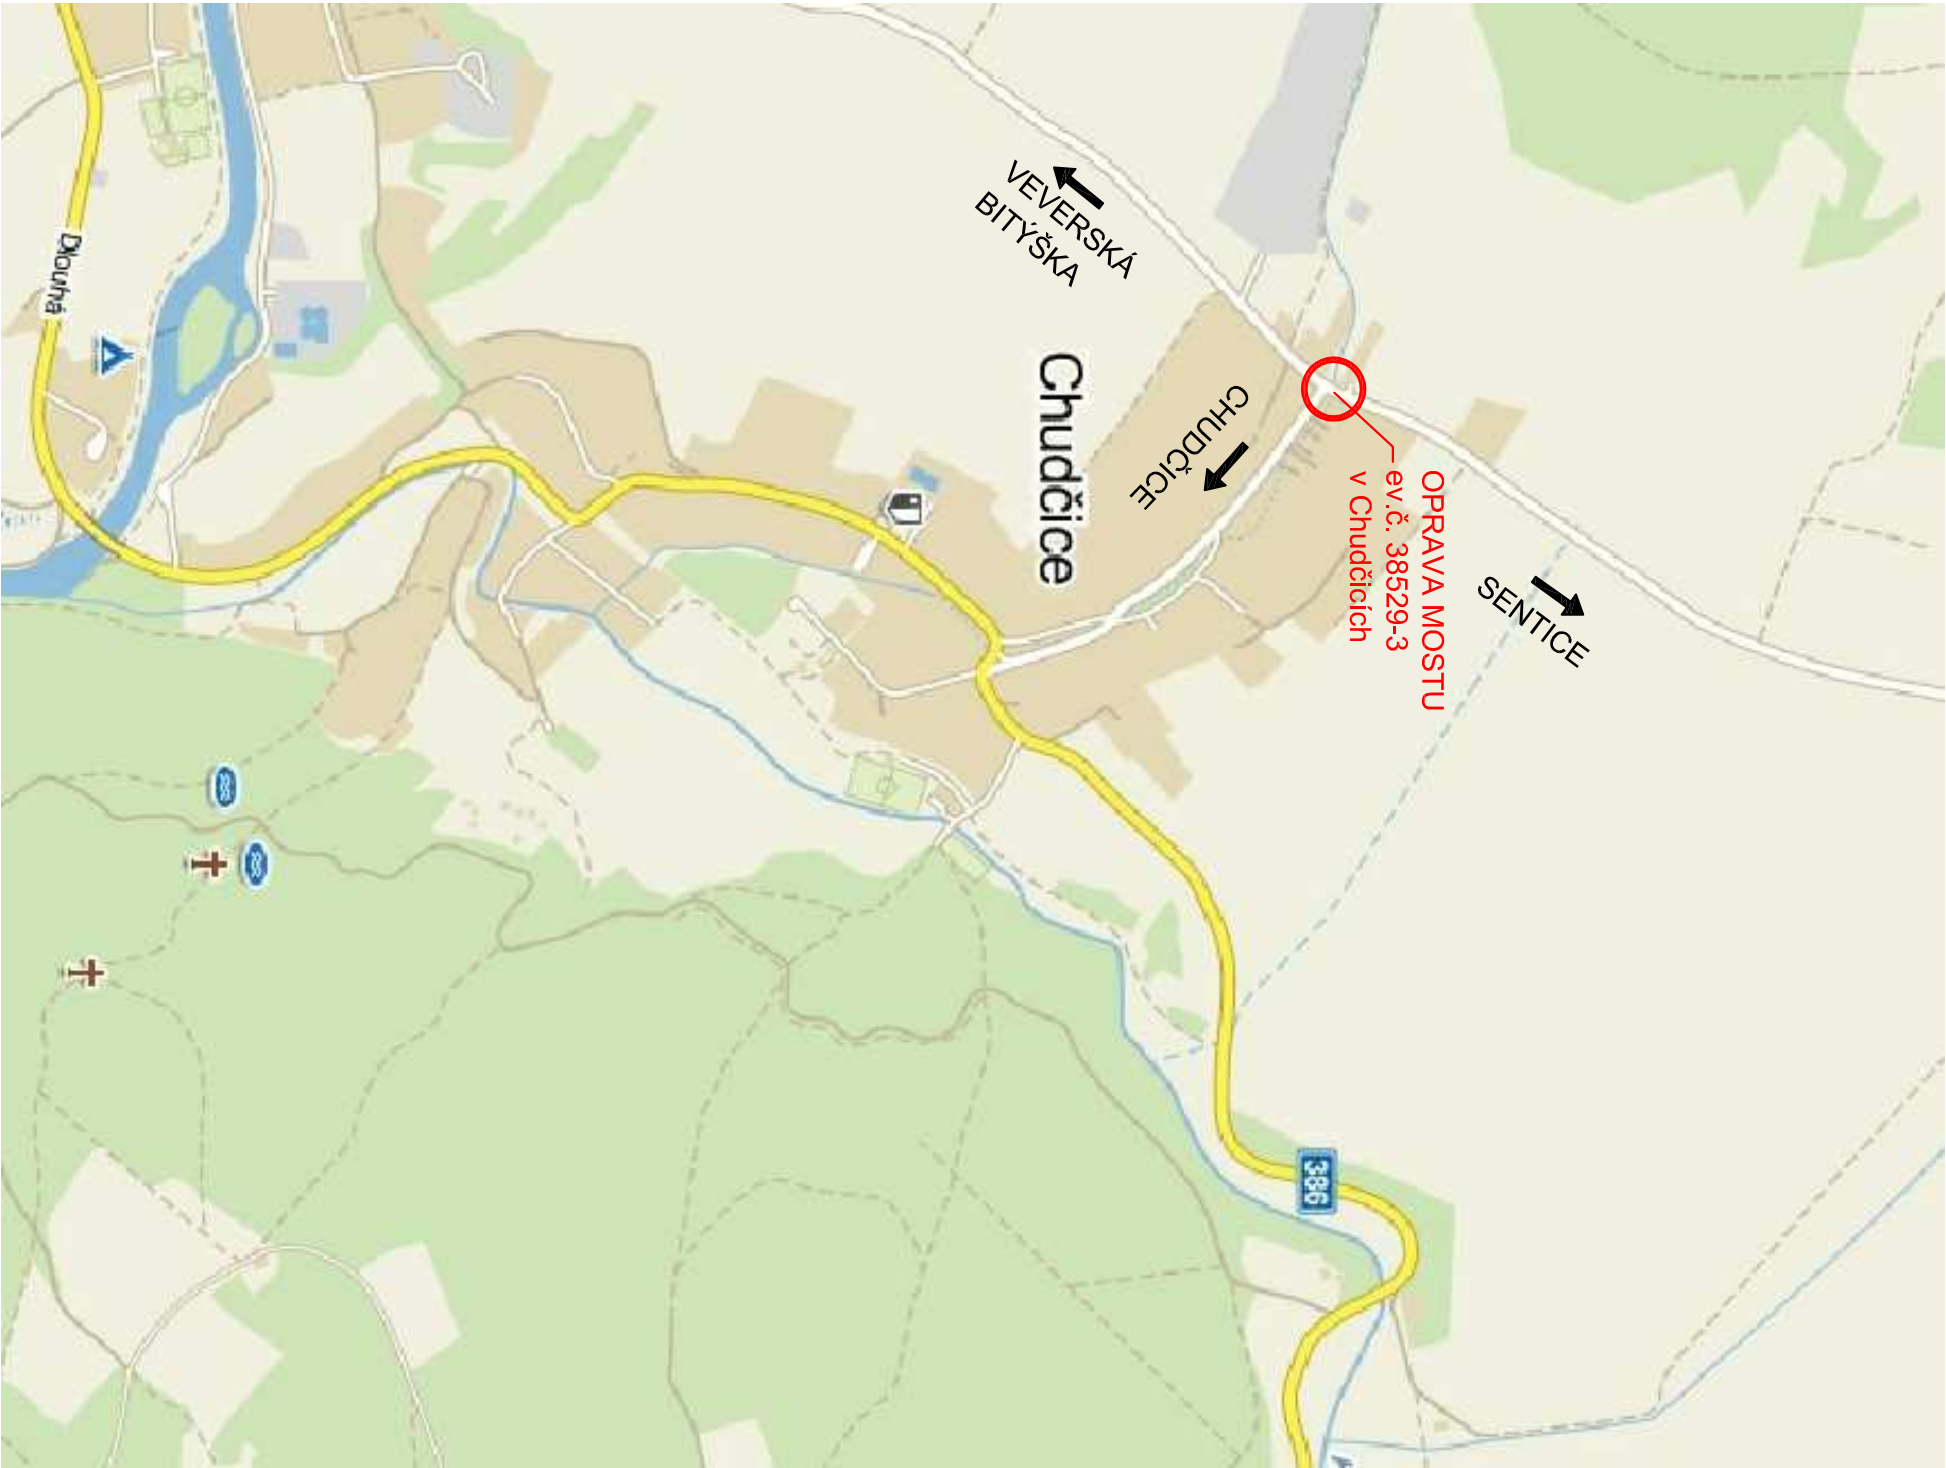 VEVERSKÁ
BITÝŠKA
CHUDČICE
OPRAVA MOSTU
ev.č. 38529-3
v Chudčicích
SENTICE
Chudčice
Dlouhá
386